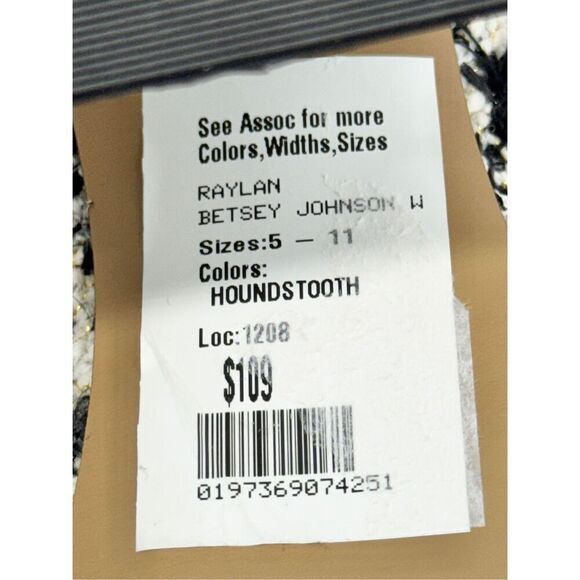 See Assoc for more
Colors,Widths,Sizes
RAYLAN
BETSEY JOHNSON W
Sizes:5 — 11
Colors:
HOUNDSTOOTH
Loc:1208
$109
0197369074251